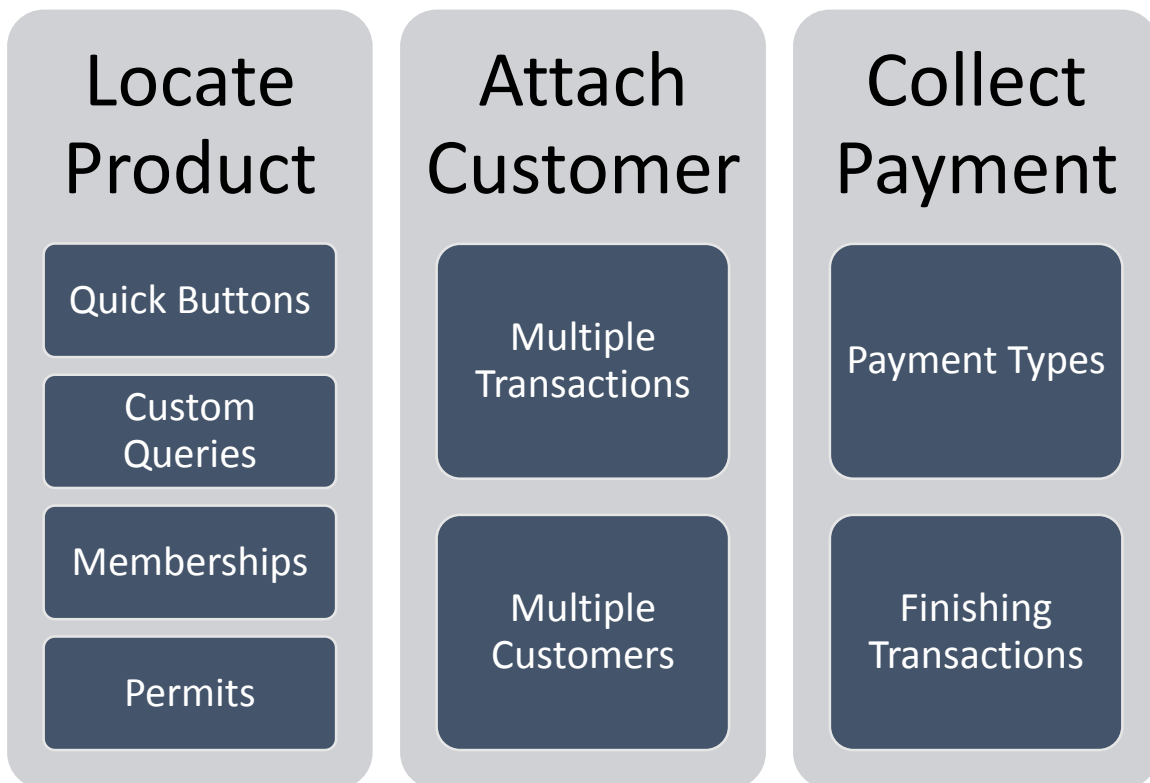 Locate
Product
Quick Buttons
Custom
Queries
Memberships
Permits
Attach
Customer
Multiple
Transactions
Multiple
Customers
Collect
Payment
Payment Types
Finishing
Transactions